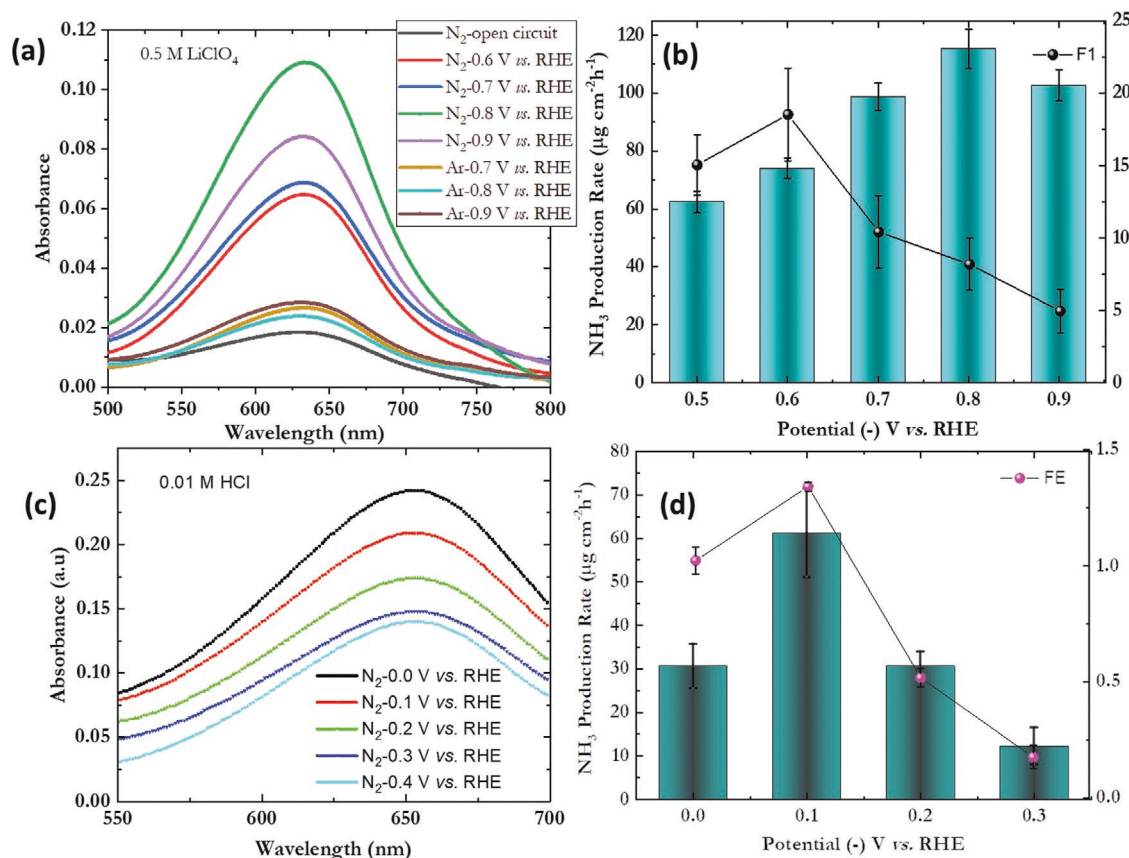 (a)
0.5 M LiClO₄
N₂-open circuit
N₂-0.6 V vs. RHE
N₂-0.7 V vs. RHE
N₂-0.8 V vs. RHE
N₂-0.9 V vs. RHE
Ar-0.7 V vs. RHE
Ar-0.8 V vs. RHE
Ar-0.9 V vs. RHE
Absorbance
0.12
0.10
0.08
0.06
0.04
0.02
0.00
500 550 600 650 700 750 800
Wavelength (nm)
(b)
F1
NH₃ Production Rate (µg cm⁻²h⁻¹)
120
100
80
60
40
20
0
25
20
15
10
5
0
0.5 0.6 0.7 0.8 0.9
Potential (-) V vs. RHE
(c)
0.01 M HCl
Absorbance (a.u)
0.25
0.20
0.15
0.10
0.05
0.00
N₂-0.0 V vs. RHE
N₂-0.1 V vs. RHE
N₂-0.2 V vs. RHE
N₂-0.3 V vs. RHE
N₂-0.4 V vs. RHE
550 600 650 700
Wavelength (nm)
(d)
FE
NH₃ Production Rate (µg cm⁻²h⁻¹)
80
70
60
50
40
30
20
10
0
1.5
1.0
0.5
0.0
0.0 0.1 0.2 0.3
Potential (-) V vs. RHE